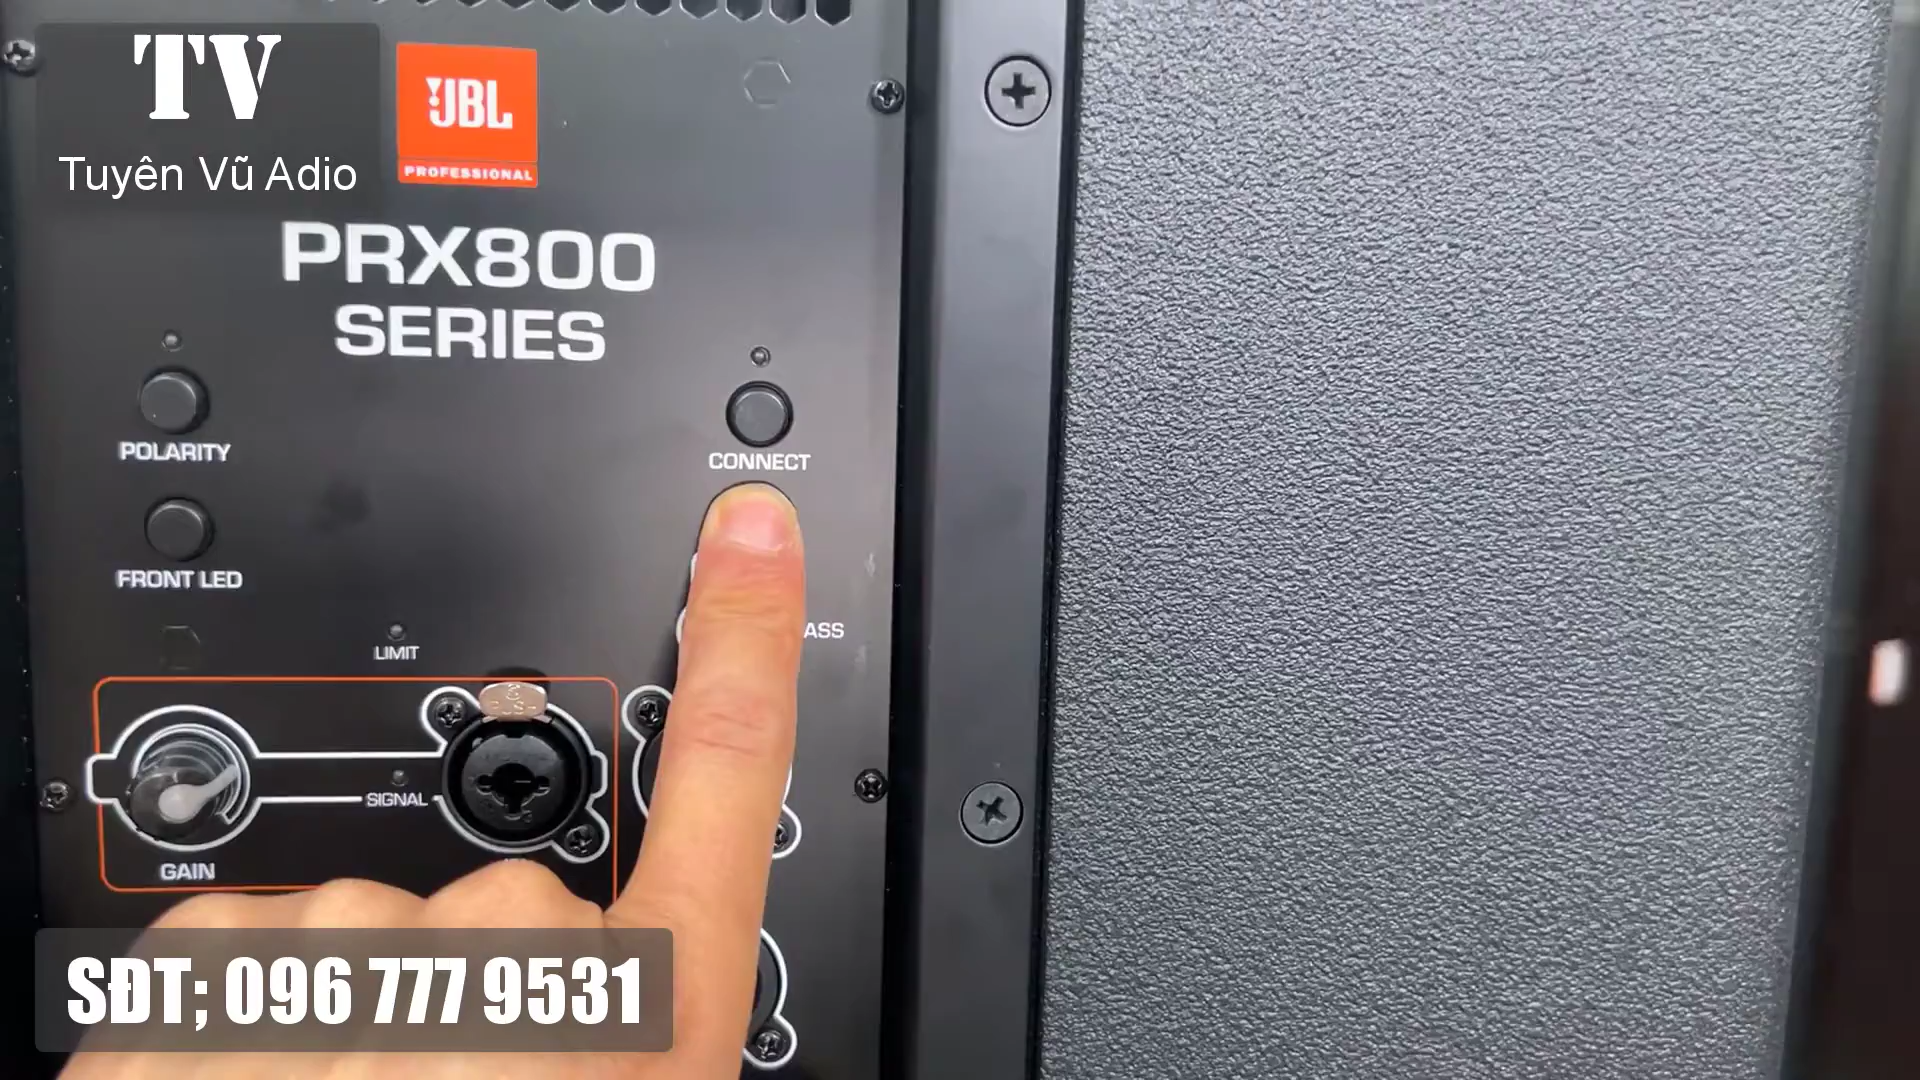 TV
Tuyên Vũ Adio
JBL
PROFESSIONAL
PRX800
SERIES
POLARITY
CONNECT
FRONT LED
LIMIT
PUSH
SIGNAL
GAIN
SĐT; 096 777 9531